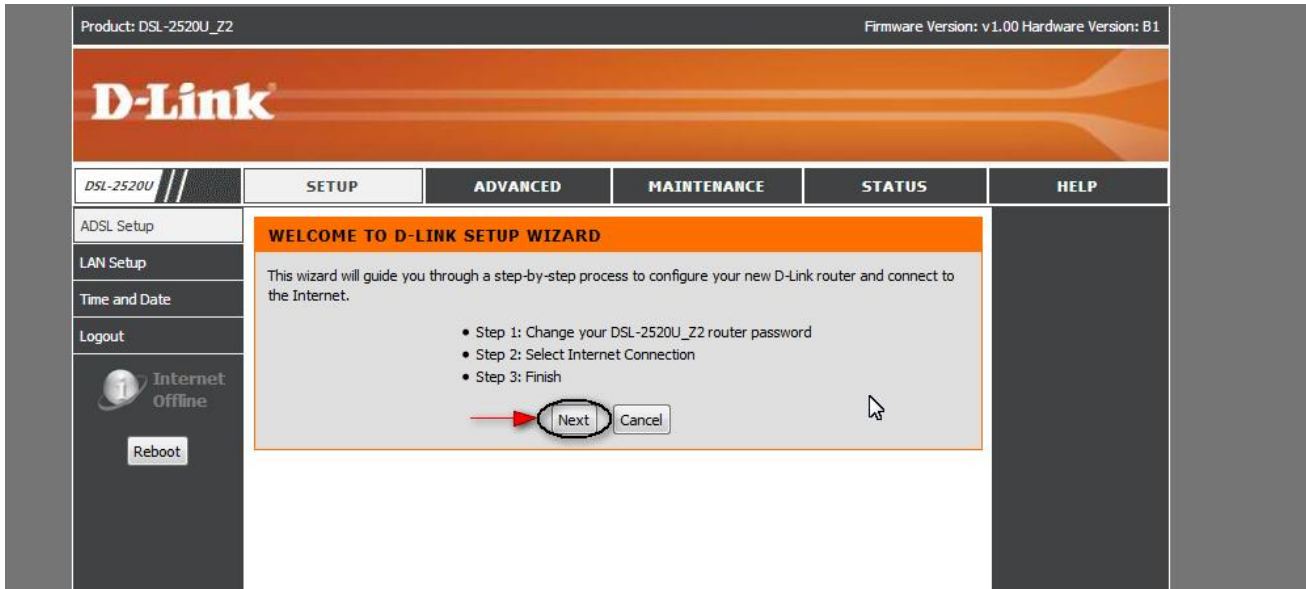 Product: DSL-2520U_Z2
Firmware Version: v1.00 Hardware Version: B1
D-Link
DSL-2520U
SETUP
ADVANCED
MAINTENANCE
STATUS
HELP
ADSL Setup
LAN Setup
Time and Date
Logout
Internet
Offline
Reboot
WELCOME TO D-LINK SETUP WIZARD
This wizard will guide you through a step-by-step process to configure your new D-Link router and connect to
the Internet.
• Step 1: Change your DSL-2520U_Z2 router password
• Step 2: Select Internet Connection
• Step 3: Finish
Next
Cancel